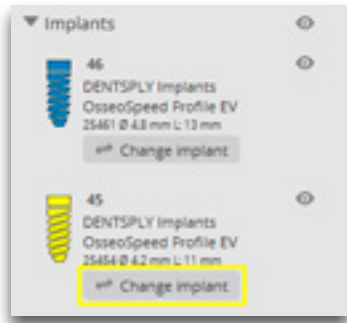 Implants
46
DENTSPLY Implants
OsseoSpeed Profile EV
25461 Ø 4.8 mm L: 13 mm
Change implant
45
DENTSPLY Implants
OsseoSpeed Profile EV
25454 Ø 4.2 mm L: 11 mm
Change implant